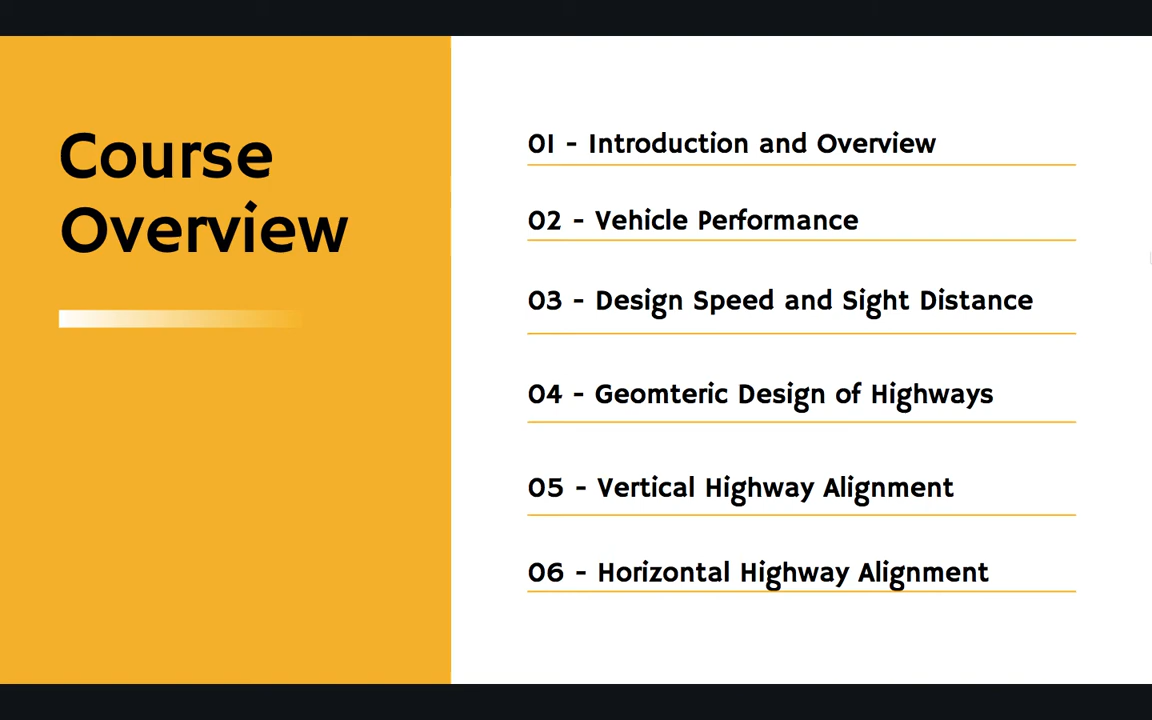 Course
Overview
01 - Introduction and Overview
02 - Vehicle Performance
03 - Design Speed and Sight Distance
04 - Geomteric Design of Highways
05 - Vertical Highway Alignment
06 - Horizontal Highway Alignment